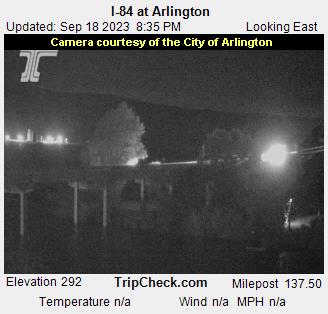 I-84 at Arlington
Updated: Sep 18 2023 8:35 PM Looking East
Camera courtesy of the City of Arlington
Elevation 292 TripCheck.com Milepost 137.50
Temperature n/a Wind n/a MPH n/a